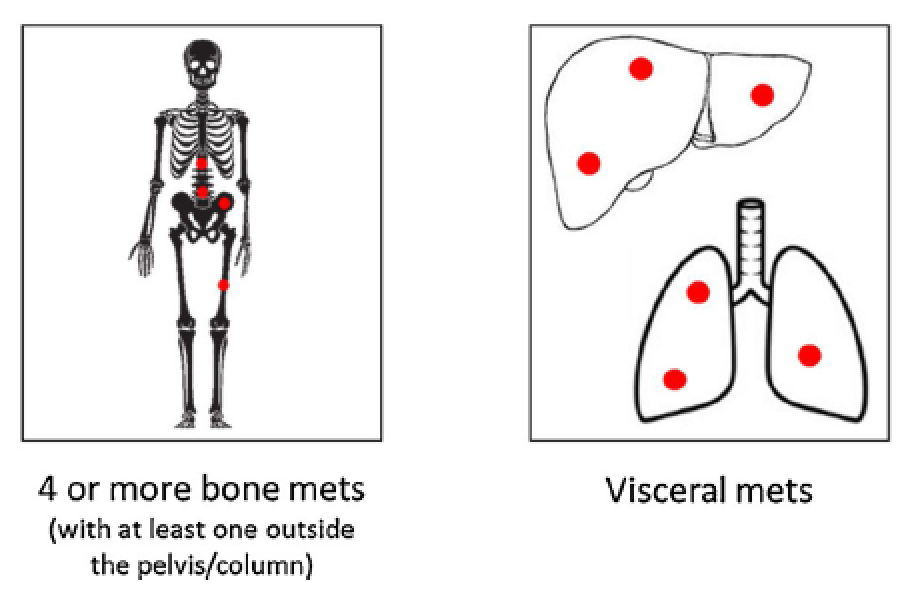 4 or more bone mets
(with at least one outside
the pelvis/column)
Visceral mets